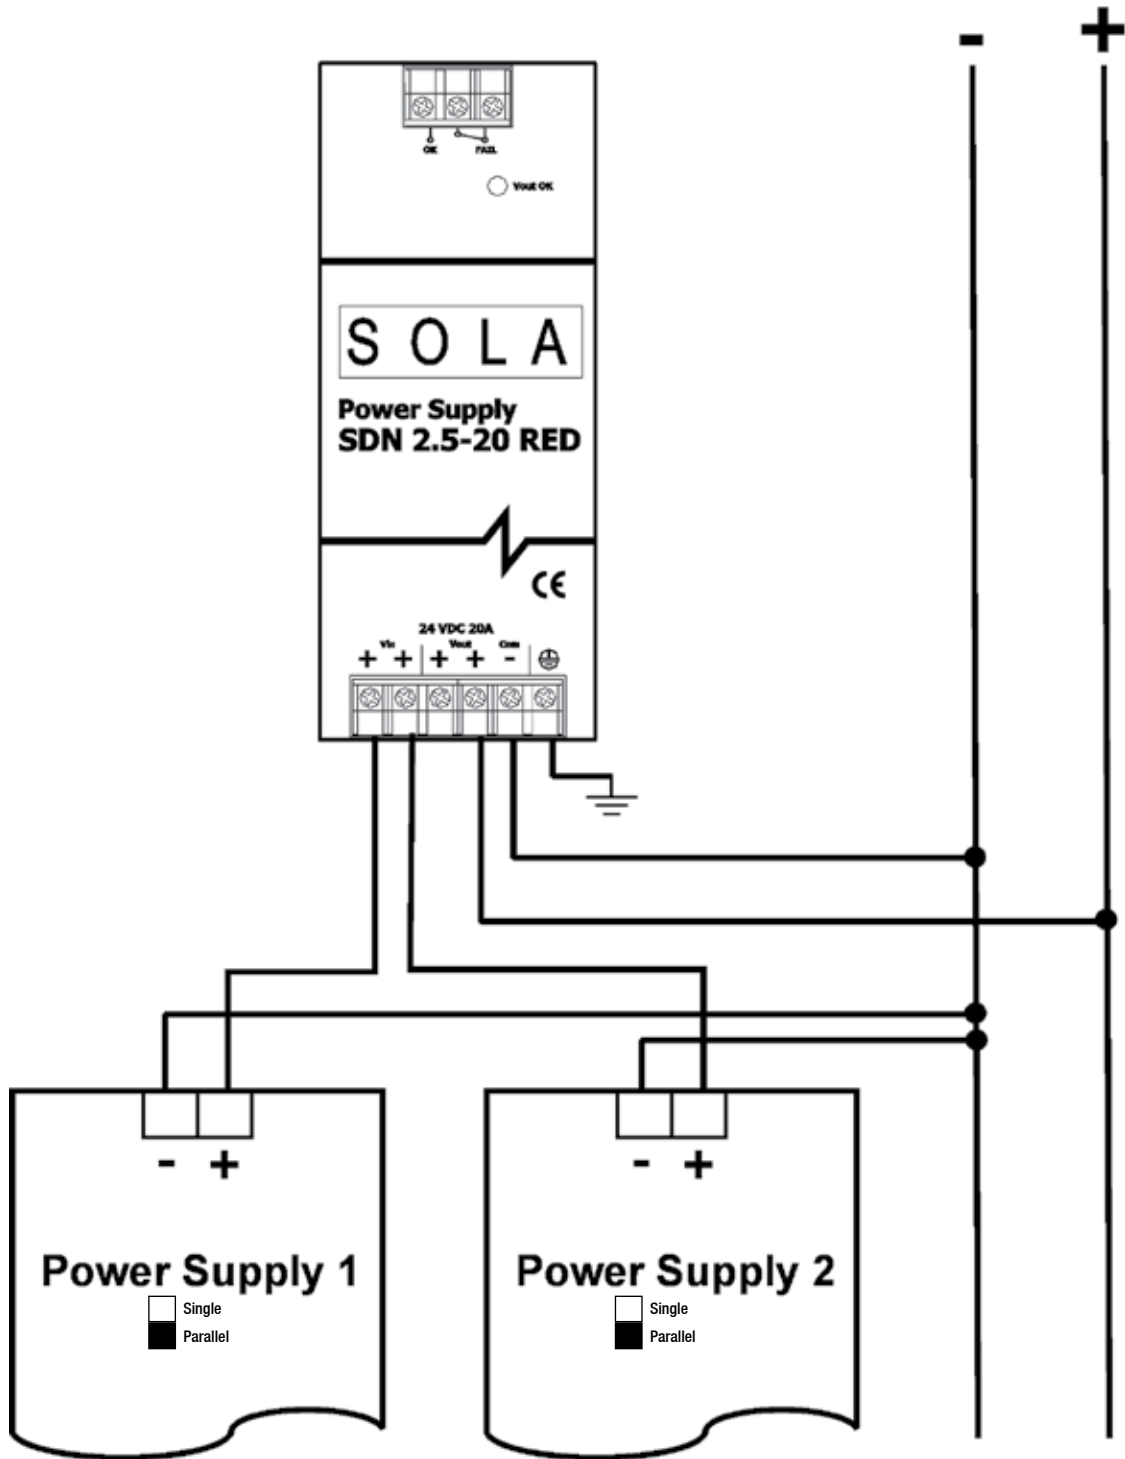 - +
OK FAIL
Vout OK
S O L A
Power Supply
SDN 2.5-20 RED
CE
24 VDC 20A
Vin Vout Com
+ + + + -
- +
- +
Power Supply 1
Single
Parallel
Power Supply 2
Single
Parallel